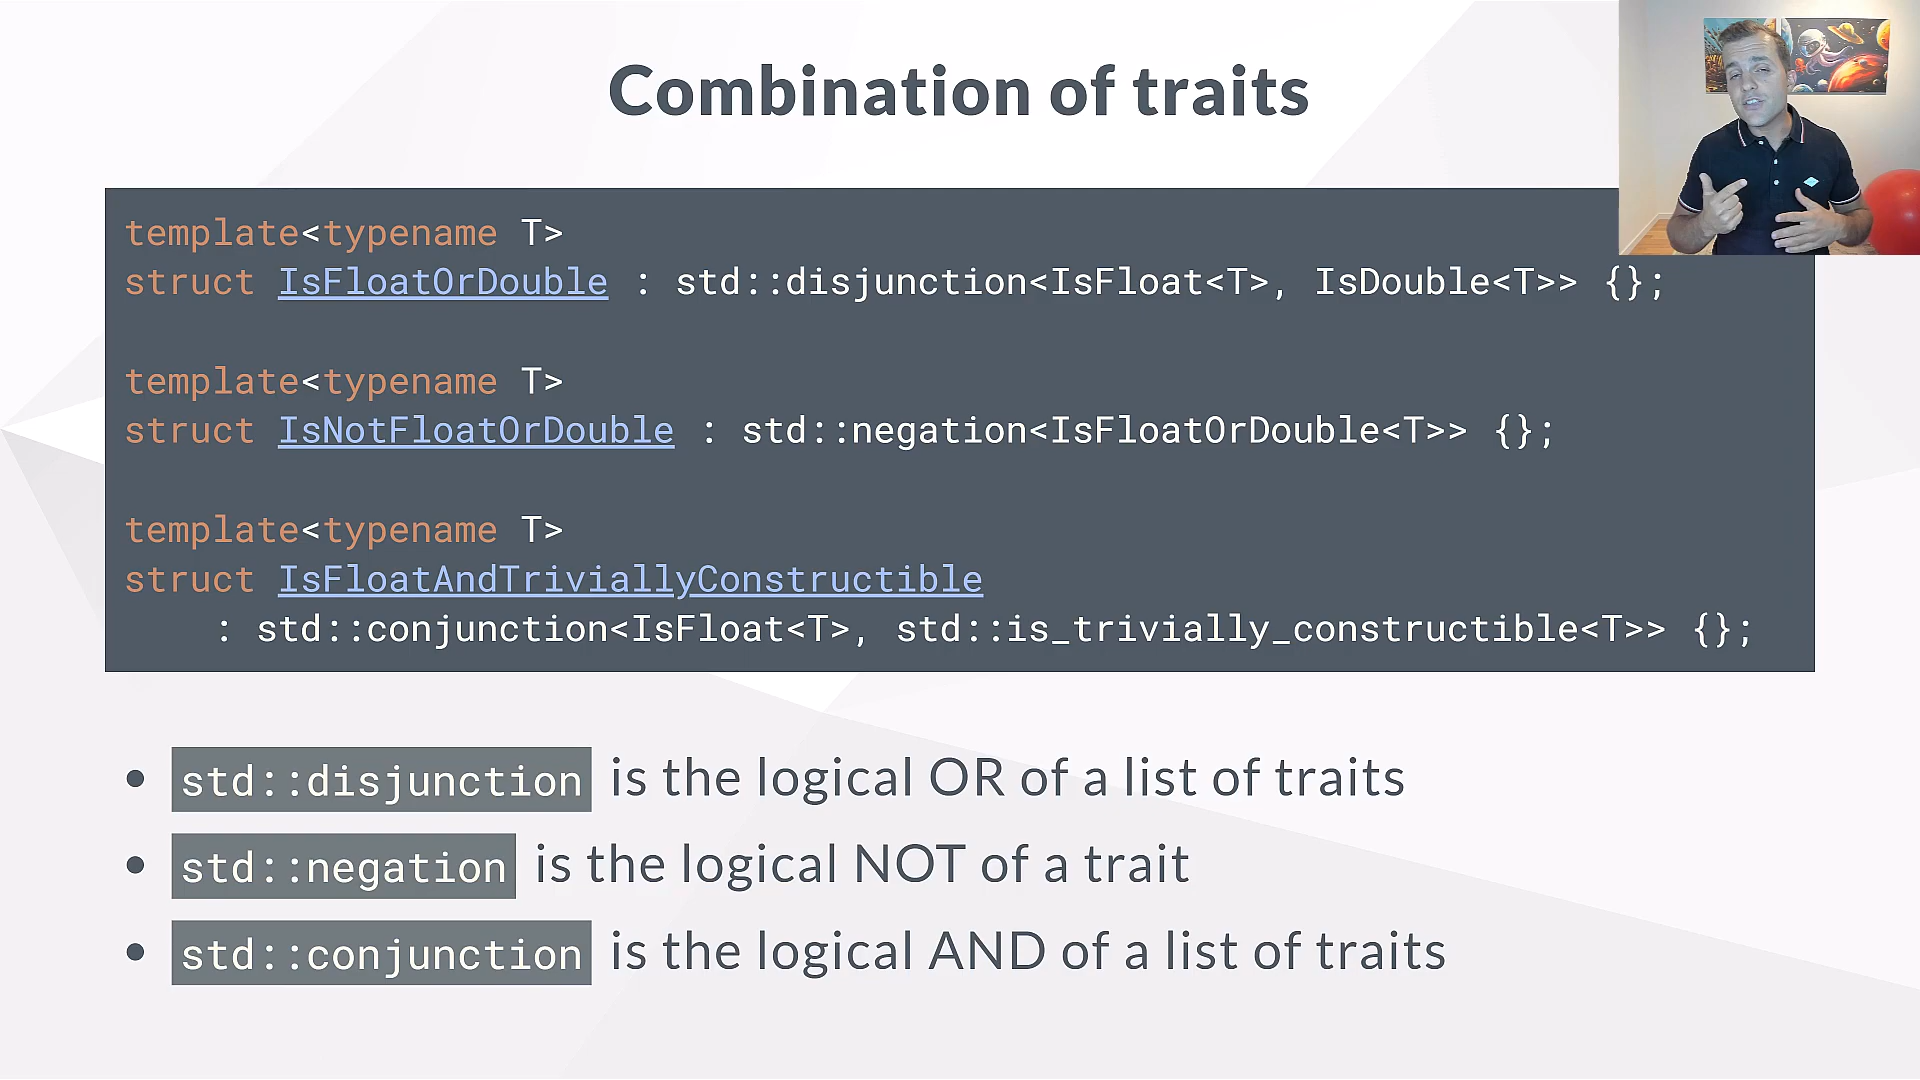 Combination of traits
template<typename T>
struct IsFloatOrDouble : std::disjunction<IsFloat<T>, IsDouble<T>> {};
template<typename T>
struct IsNotFloatOrDouble : std::negation<IsFloatOrDouble<T>> {};
template<typename T>
struct IsFloatAndTriviallyConstructible
: std::conjunction<IsFloat<T>, std::is_trivially_constructible<T>> {};
• std::disjunction is the logical OR of a list of traits
• std::negation is the logical NOT of a trait
• std::conjunction is the logical AND of a list of traits